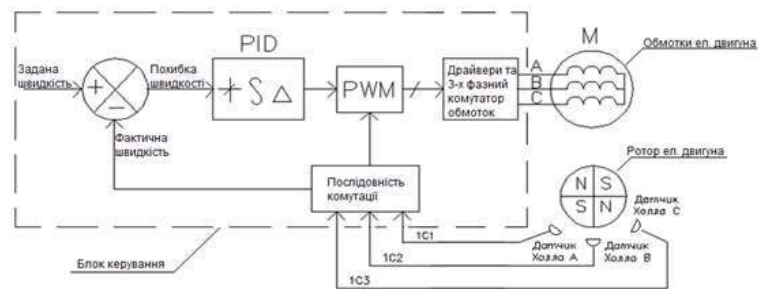 PID
M
Обмотки ел. двигуна
Задана
швидкість
+
−
Похибка
швидкості
PWM
Драйвери та
3-х фазний
комутатор
обмоток
A
B
C
Фактична
швидкість
Послідовність
комутації
Ротор ел. двигуна
N S
S N
Датчик
Холла C
Датчик
Холла A
Датчик
Холла B
1C1
1C2
1C3
Блок керування